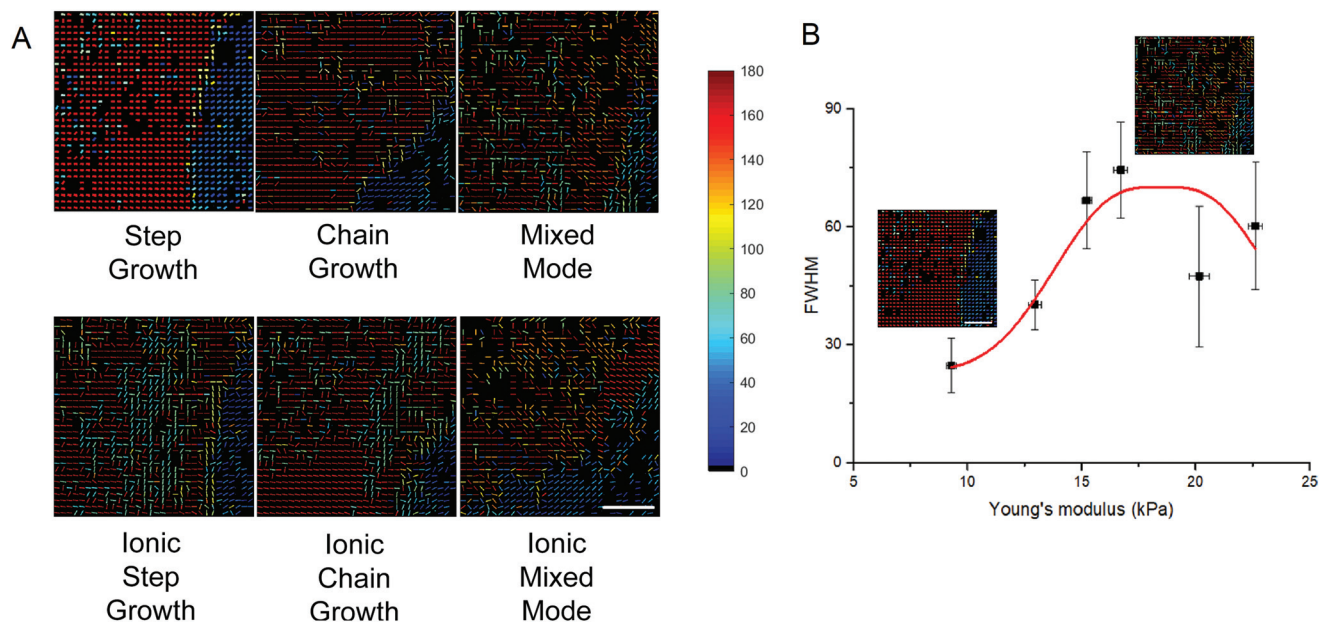 A
Step
Growth
Chain
Growth
Mixed
Mode
Ionic
Step
Growth
Ionic
Chain
Growth
Ionic
Mixed
Mode
180
160
140
120
100
80
60
40
20
0
B
FWHM
90
60
30
0
5
10
15
20
25
Young's modulus (kPa)